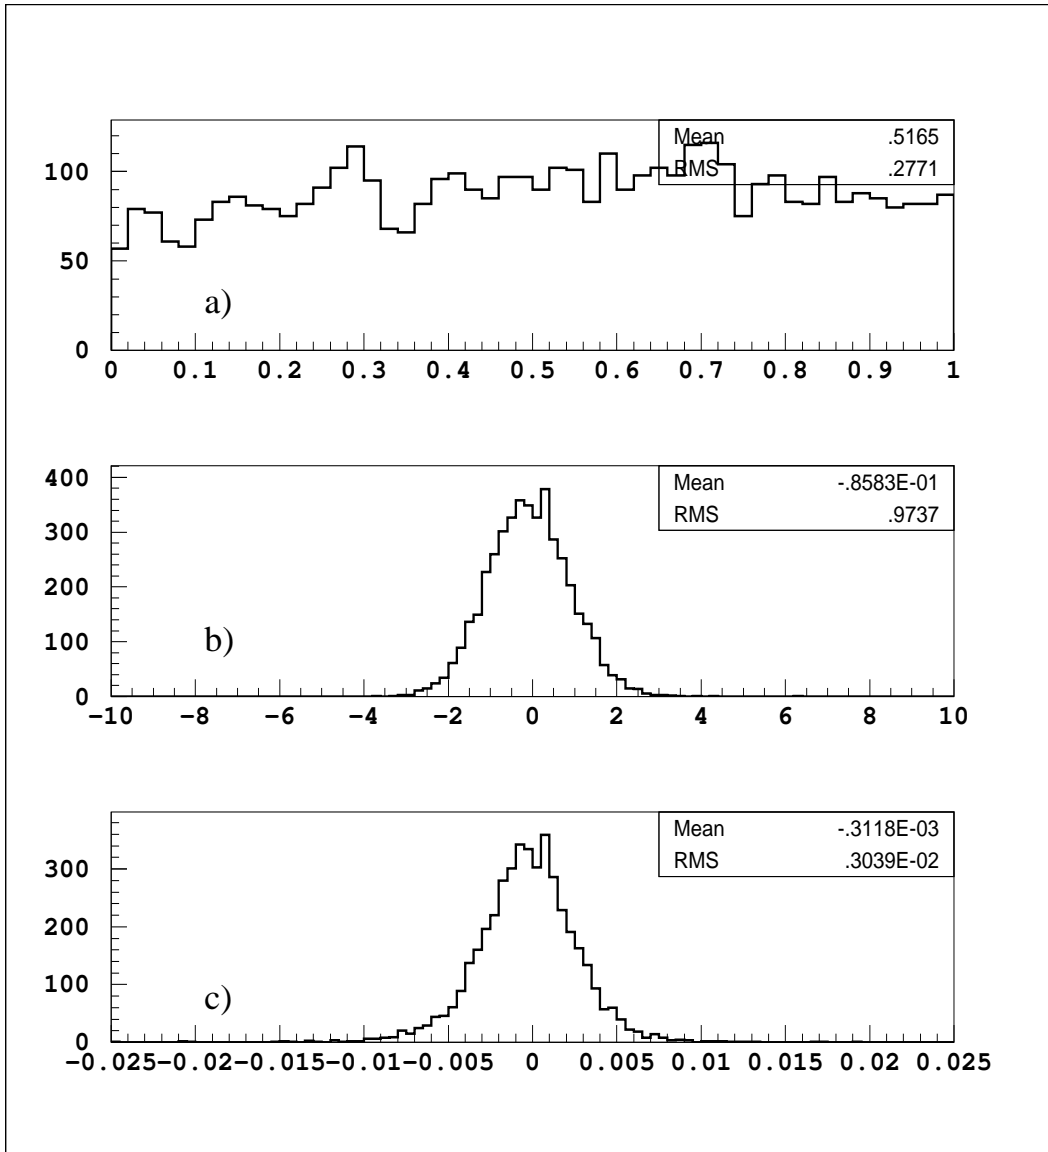 Mean .5165
RMS .2771
100
50
0
a)
0 0.1 0.2 0.3 0.4 0.5 0.6 0.7 0.8 0.9 1
Mean -.8583E-01
RMS .9737
400
300
200
100
0
b)
−10 −8 −6 −4 −2 0 2 4 6 8 10
Mean -.3118E-03
RMS .3039E-02
300
200
100
0
c)
−0.025 −0.02 −0.015 −0.01 −0.005 0 0.005 0.01 0.015 0.02 0.025